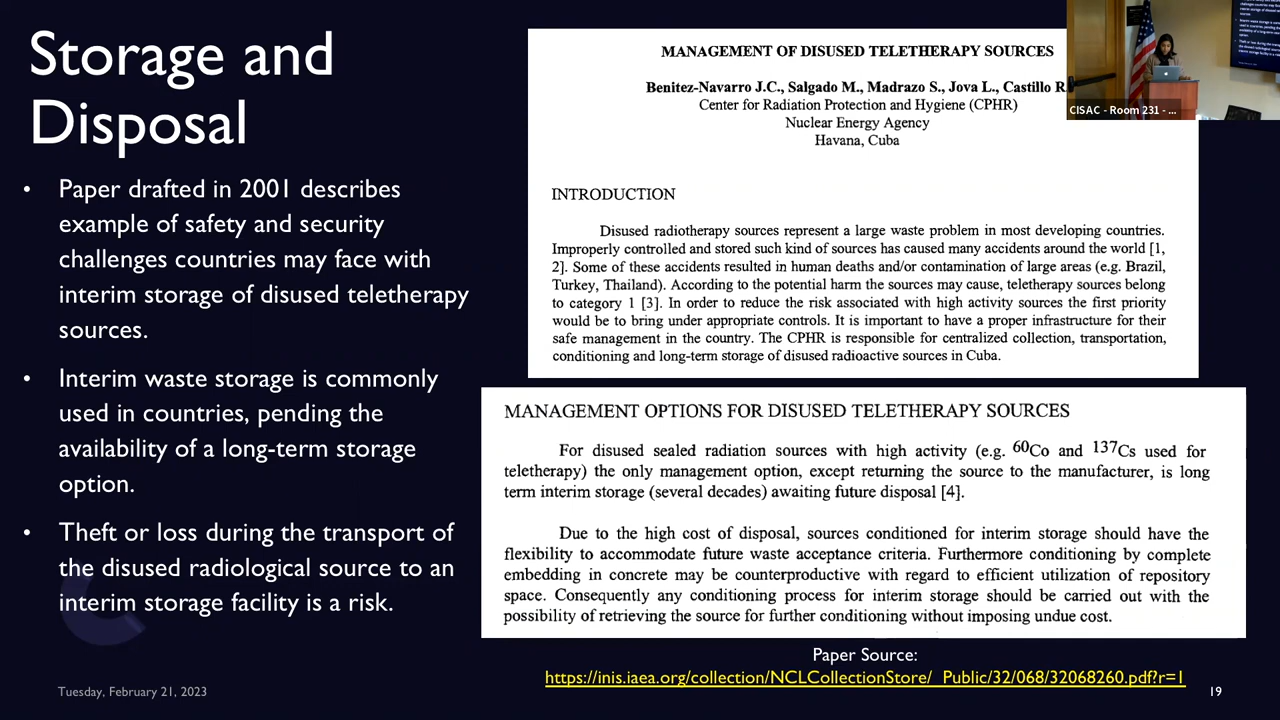 Storage and
Disposal
• Paper drafted in 2001 describes
example of safety and security
challenges countries may face with
interim storage of disused teletherapy
sources.
• Interim waste storage is commonly
used in countries, pending the
availability of a long-term storage
option.
• Theft or loss during the transport of
the disused radiological source to an
interim storage facility is a risk.
MANAGEMENT OF DISUSED TELETHERAPY SOURCES
Benitez-Navarro J.C., Salgado M., Madrazo S., Jova L., Castillo R.
Center for Radiation Protection and Hygiene (CPHR)
Nuclear Energy Agency
Havana, Cuba
INTRODUCTION
Disused radiotherapy sources represent a large waste problem in most developing countries.
Improperly controlled and stored such kind of sources has caused many accidents around the world [1,
2]. Some of these accidents resulted in human deaths and/or contamination of large areas (e.g. Brazil,
Turkey, Thailand). According to the potential harm the sources may cause, teletherapy sources belong
to category 1 [3]. In order to reduce the risk associated with high activity sources the first priority
would be to bring under appropriate controls. It is important to have a proper infrastructure for their
safe management in the country. The CPHR is responsible for centralized collection, transportation,
conditioning and long-term storage of disused radioactive sources in Cuba.
MANAGEMENT OPTIONS FOR DISUSED TELETHERAPY SOURCES
For disused sealed radiation sources with high activity (e.g. 60Co and 137Cs used for
teletherapy) the only management option, except returning the source to the manufacturer, is long
term interim storage (several decades) awaiting future disposal [4].
Due to the high cost of disposal, sources conditioned for interim storage should have the
flexibility to accommodate future waste acceptance criteria. Furthermore conditioning by complete
embedding in concrete may be counterproductive with regard to efficient utilization of repository
space. Consequently any conditioning process for interim storage should be carried out with the
possibility of retrieving the source for further conditioning without imposing undue cost.
Paper Source:
https://inis.iaea.org/collection/NCLCollectionStore/_Public/32/068/32068260.pdf?r=1
CISAC - Room 231 - ...
Tuesday, February 21, 2023
19